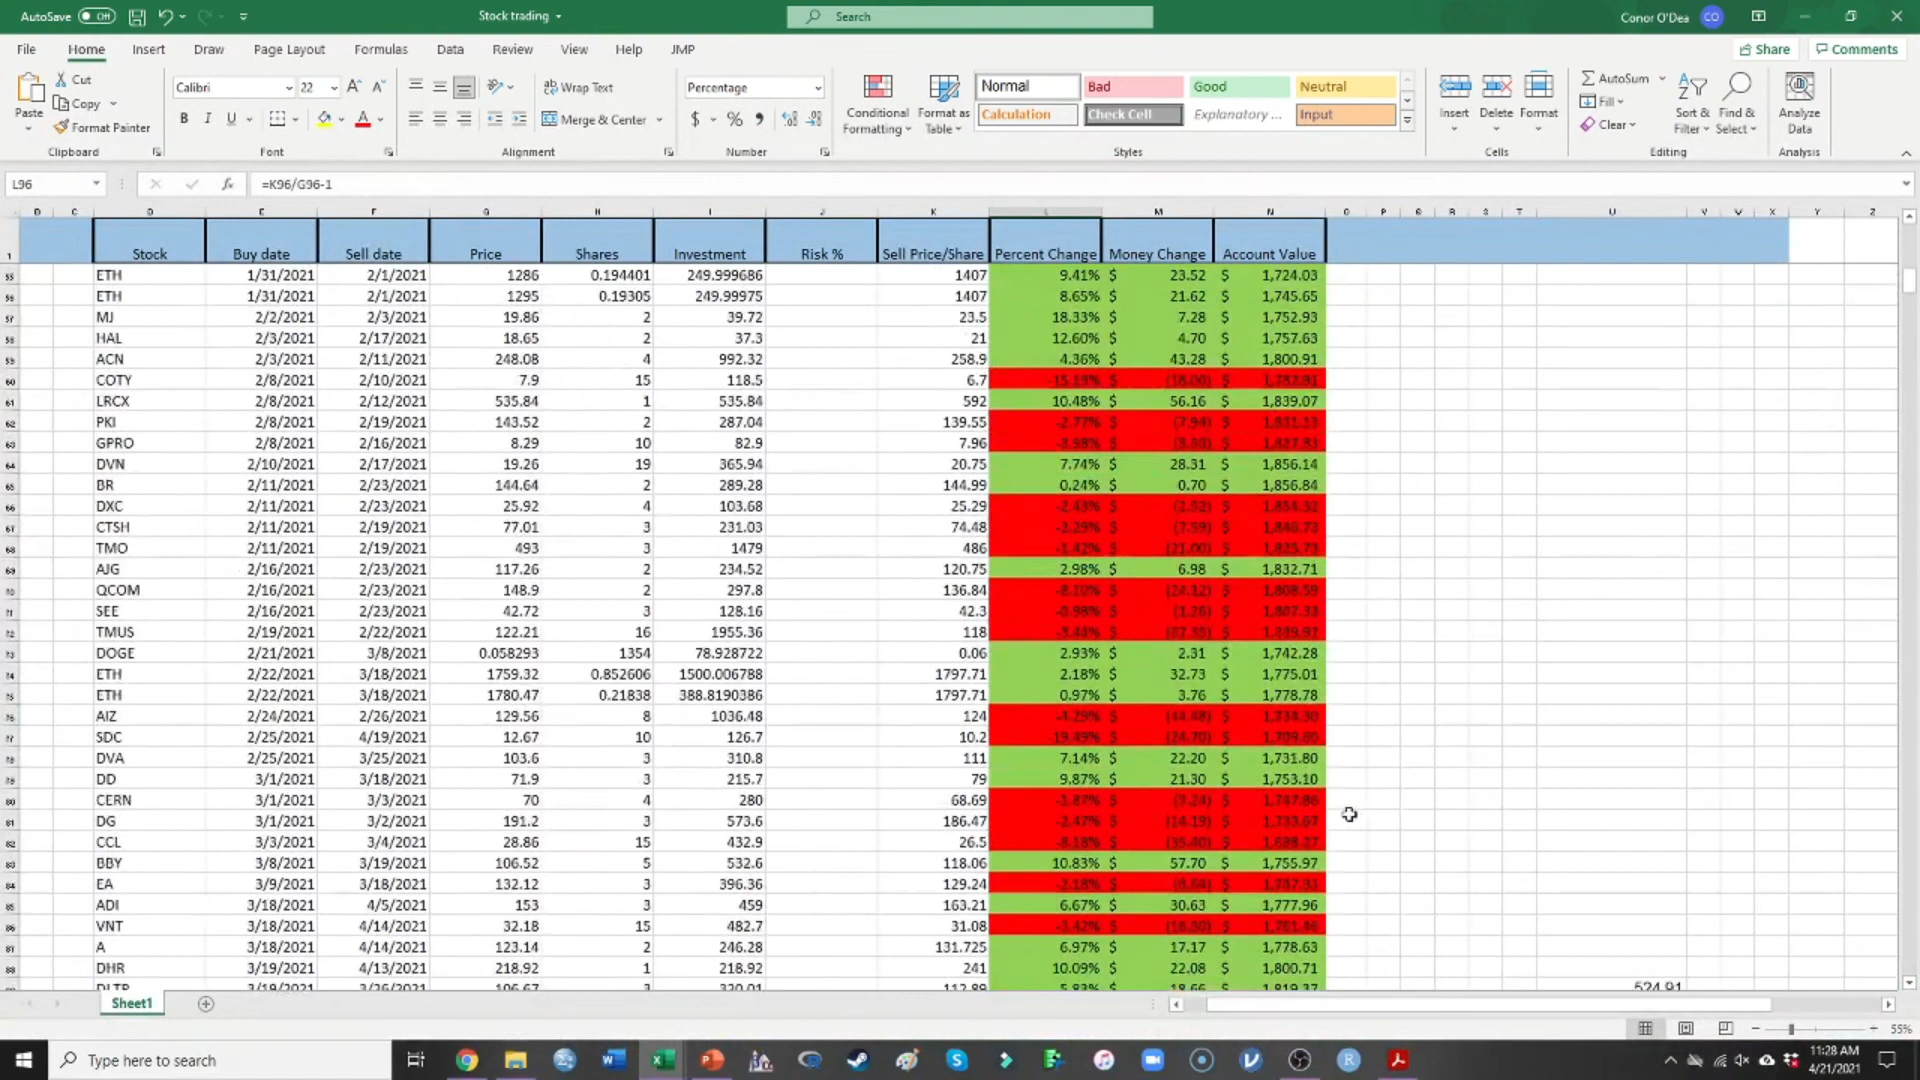 AutoSave Off Stock trading Search Conor O'Dea CO
File Home Insert Draw Page Layout Formulas Data Review View Help JMP Share Comments
Paste Cut Copy Format Painter Clipboard
Calibri 22 B I U Font
Wrap Text Merge & Center Alignment
Percentage $ % Number
Conditional Formatting Format as Table Normal Bad Good Neutral Calculation Check Cell Explanatory ... Input Styles
Insert Delete Format Cells
AutoSum Fill Clear Sort & Filter Find & Select Editing
Analyze Data Analysis
L96 fx =K96/G96-1
Stock Buy date Sell date Price Shares Investment Risk % Sell Price/Share Percent Change Money Change Account Value
55 ETH 1/31/2021 2/1/2021 1286 0.194401 249.999686 1407 9.41% $ 23.52 $ 1,724.03
56 ETH 1/31/2021 2/1/2021 1295 0.19305 249.99975 1407 8.65% $ 21.62 $ 1,745.65
57 MJ 2/2/2021 2/3/2021 19.86 2 39.72 23.5 18.33% $ 7.28 $ 1,752.93
58 HAL 2/3/2021 2/17/2021 18.65 2 37.3 21 12.60% $ 4.70 $ 1,757.63
59 ACN 2/3/2021 2/11/2021 248.08 4 992.32 258.9 4.36% $ 43.28 $ 1,800.91
60 COTY 2/8/2021 2/10/2021 7.9 15 118.5 6.7 -15.19% $ (18.00) $ 1,782.91
61 LRCX 2/8/2021 2/12/2021 535.84 1 535.84 592 10.48% $ 56.16 $ 1,839.07
62 PKI 2/8/2021 2/19/2021 143.52 2 287.04 139.55 -2.77% $ (7.94) $ 1,831.13
63 GPRO 2/8/2021 2/16/2021 8.29 10 82.9 7.96 -3.98% $ (3.30) $ 1,827.83
64 DVN 2/10/2021 2/17/2021 19.26 19 365.94 20.75 7.74% $ 28.31 $ 1,856.14
65 BR 2/11/2021 2/23/2021 144.64 2 289.28 144.99 0.24% $ 0.70 $ 1,856.84
66 DXC 2/11/2021 2/23/2021 25.92 4 103.68 25.29 -2.43% $ (2.52) $ 1,854.32
67 CTSH 2/11/2021 2/19/2021 77.01 3 231.03 74.48 -3.29% $ (7.59) $ 1,846.73
68 TMO 2/11/2021 2/19/2021 493 3 1479 486 -1.42% $ (21.00) $ 1,825.73
69 AJG 2/16/2021 2/23/2021 117.26 2 234.52 120.75 2.98% $ 6.98 $ 1,832.71
70 QCOM 2/16/2021 2/23/2021 148.9 2 297.8 136.84 -8.10% $ (24.12) $ 1,808.59
71 SEE 2/16/2021 2/23/2021 42.72 3 128.16 42.3 -0.98% $ (1.26) $ 1,807.33
72 TMUS 2/19/2021 2/22/2021 122.21 16 1955.36 118 -3.44% $ (67.36) $ 1,739.97
73 DOGE 2/21/2021 3/8/2021 0.058293 1354 78.928722 0.06 2.93% $ 2.31 $ 1,742.28
74 ETH 2/22/2021 3/18/2021 1759.32 0.852606 1500.006788 1797.71 2.18% $ 32.73 $ 1,775.01
75 ETH 2/22/2021 3/18/2021 1780.47 0.21838 388.8190386 1797.71 0.97% $ 3.76 $ 1,778.78
76 AIZ 2/24/2021 2/26/2021 129.56 8 1036.48 124 -4.29% $ (44.48) $ 1,734.30
77 SDC 2/25/2021 4/19/2021 12.67 10 126.7 10.2 -19.49% $ (24.70) $ 1,709.60
78 DVA 2/25/2021 3/25/2021 103.6 3 310.8 111 7.14% $ 22.20 $ 1,731.80
79 DD 3/1/2021 3/18/2021 71.9 3 215.7 79 9.87% $ 21.30 $ 1,753.10
80 CERN 3/1/2021 3/3/2021 70 4 280 68.69 -1.87% $ (5.24) $ 1,747.86
81 DG 3/1/2021 3/2/2021 191.2 3 573.6 186.47 -2.47% $ (14.19) $ 1,733.67
82 CCL 3/3/2021 3/4/2021 28.86 15 432.9 26.5 -8.18% $ (35.40) $ 1,698.27
83 BBY 3/8/2021 3/19/2021 106.52 5 532.6 118.06 10.83% $ 57.70 $ 1,755.97
84 EA 3/9/2021 3/18/2021 132.12 3 396.36 129.24 -2.18% $ (8.64) $ 1,747.33
85 ADI 3/18/2021 4/5/2021 153 3 459 163.21 6.67% $ 30.63 $ 1,777.96
86 VNT 3/18/2021 4/14/2021 32.18 15 482.7 31.08 -3.42% $ (16.50) $ 1,761.46
87 A 3/18/2021 4/14/2021 123.14 2 246.28 131.725 6.97% $ 17.17 $ 1,778.63
88 DHR 3/19/2021 4/13/2021 218.92 1 218.92 241 10.09% $ 22.08 $ 1,800.71
DLTR 3/19/2021 3/26/2021 106.67 3 320.01 112.89 5.83% $ 18.66 $ 1,819.37 524.91
Sheet1
55%
Type here to search 11:28 AM
4/21/2021